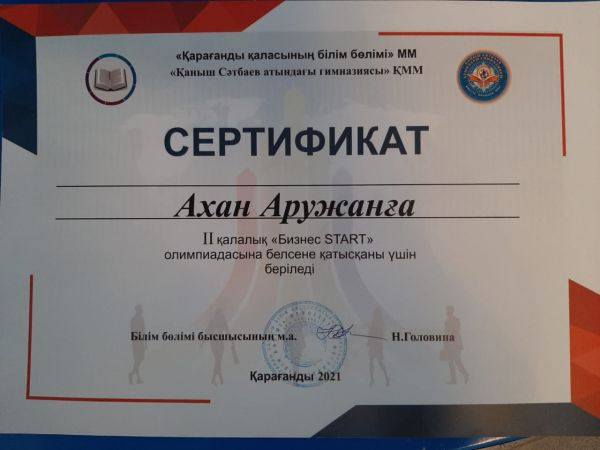 «Қарағанды қаласының білім бөлімі» ММ
«Қаныш Сәтбаев атындағы гимназиясы» ҚММ
СЕРТИФИКАТ
Ахан Аружанға
II қалалық «Бизнес START»
олимпиадасына белсене қатысқаны үшін
беріледі
Білім бөлімі бысшысының м.а.
Н.Головина
Қарағанды 2021